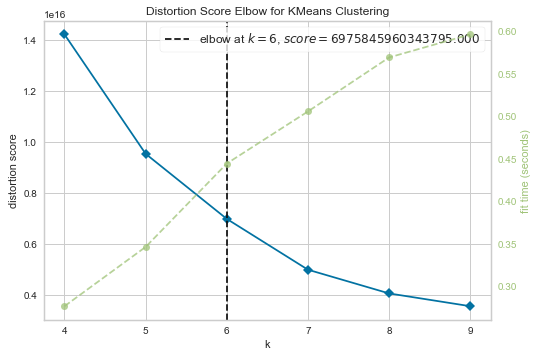 Distortion Score Elbow for KMeans Clustering
1e16
elbow at k = 6, score = 6975845960343795.000
1.4
1.2
1.0
0.8
0.6
0.4
distortion score
0.60
0.55
0.50
0.45
0.40
0.35
0.30
fit time (seconds)
4 5 6 7 8 9
k